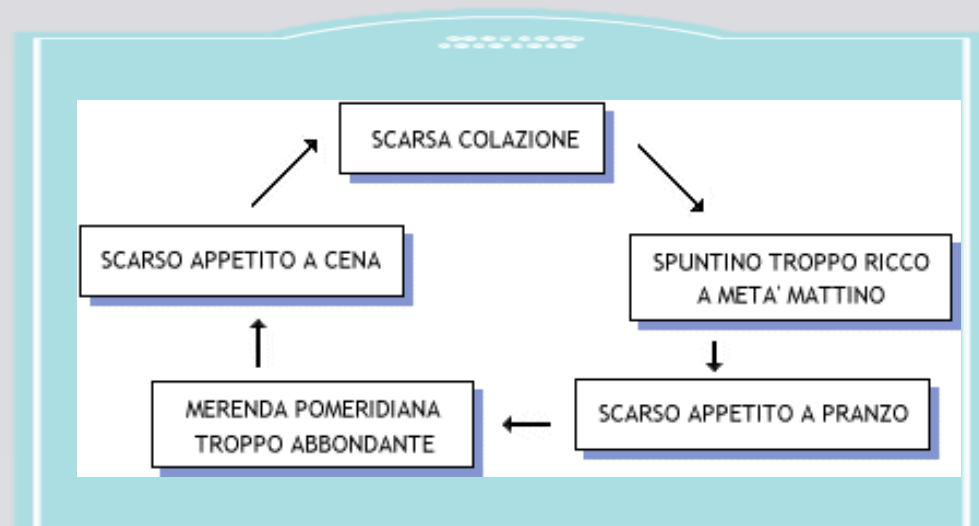 SCARSA COLAZIONE
SPUNTINO TROPPO RICCO
A META' MATTINO
SCARSO APPETITO A PRANZO
MERENDA POMERIDIANA
TROPPO ABBONDANTE
SCARSO APPETITO A CENA